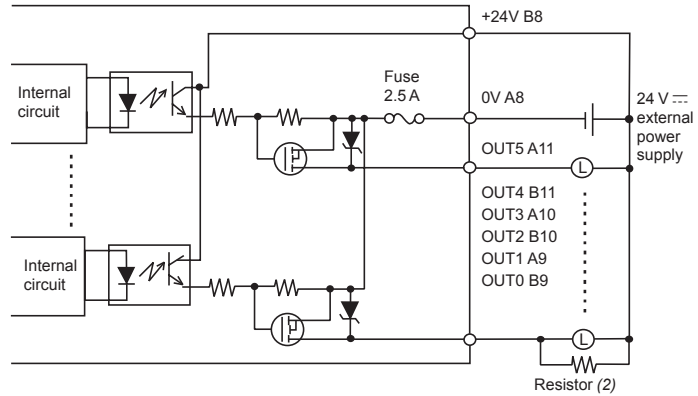 +24V B8
Internal
circuit
Fuse
2.5 A
0V A8
24 V ⎓
external
power
supply
OUT5 A11
L
OUT4 B11
OUT3 A10
OUT2 B10
OUT1 A9
OUT0 B9
Internal
circuit
L
Resistor (2)